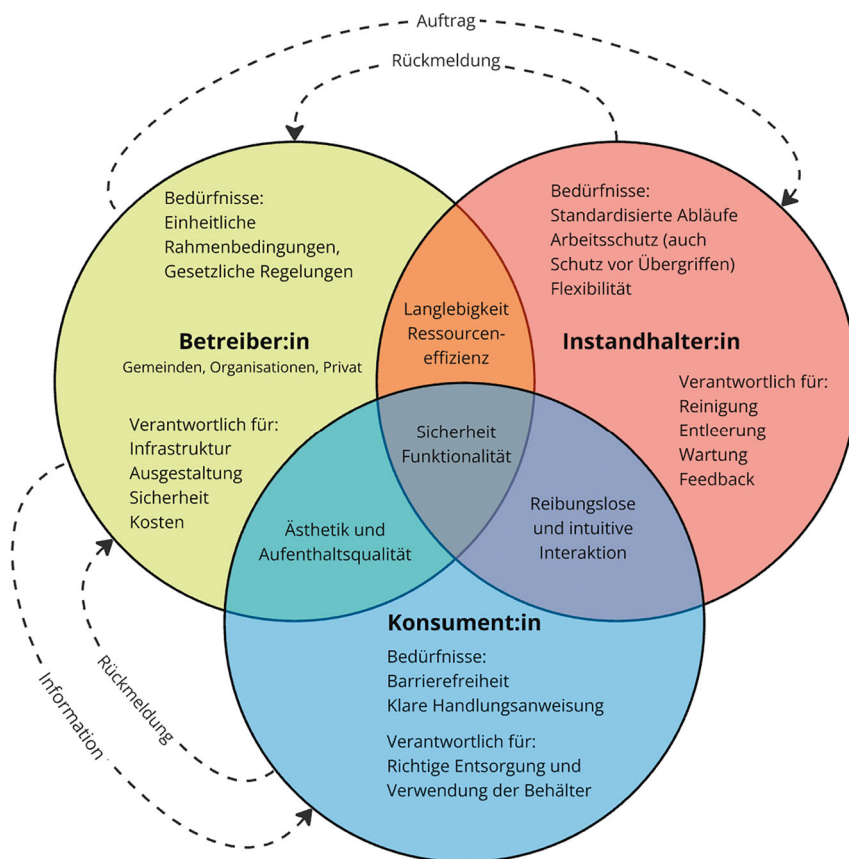 Auftrag
Rückmeldung
Bedürfnisse:
Einheitliche
Rahmenbedingungen,
Gesetzliche Regelungen
Betreiber:in
Gemeinden, Organisationen, Privat
Verantwortlich für:
Infrastruktur
Ausgestaltung
Sicherheit
Kosten
Langlebigkeit
Ressourcen-
effizienz
Bedürfnisse:
Standardisierte Abläufe
Arbeitsschutz (auch
Schutz vor Übergriffen)
Flexibilität
Instandhalter:in
Verantwortlich für:
Reinigung
Entleerung
Wartung
Feedback
Sicherheit
Funktionalität
Ästhetik und
Aufenthaltsqualität
Reibungslose
und intuitive
Interaktion
Konsument:in
Bedürfnisse:
Barrierefreiheit
Klare Handlungsanweisung
Verantwortlich für:
Richtige Entsorgung und
Verwendung der Behälter
Rückmeldung
Information